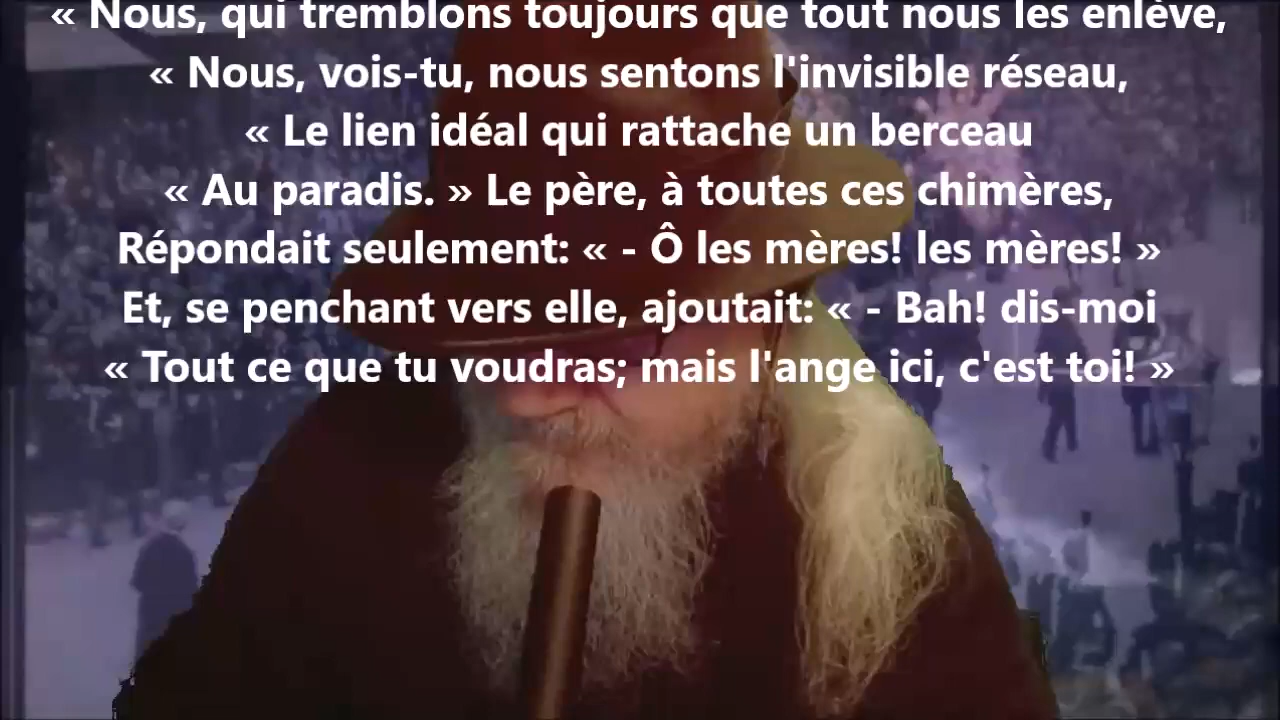 « Nous, qui tremblons toujours que tout nous les enlève,
« Nous, vois-tu, nous sentons l'invisible réseau,
« Le lien idéal qui rattache un berceau
« Au paradis. » Le père, à toutes ces chimères,
Répondait seulement: « - Ô les mères! les mères! »
Et, se penchant vers elle, ajoutait: « - Bah! dis-moi
« Tout ce que tu voudras; mais l'ange ici, c'est toi! »